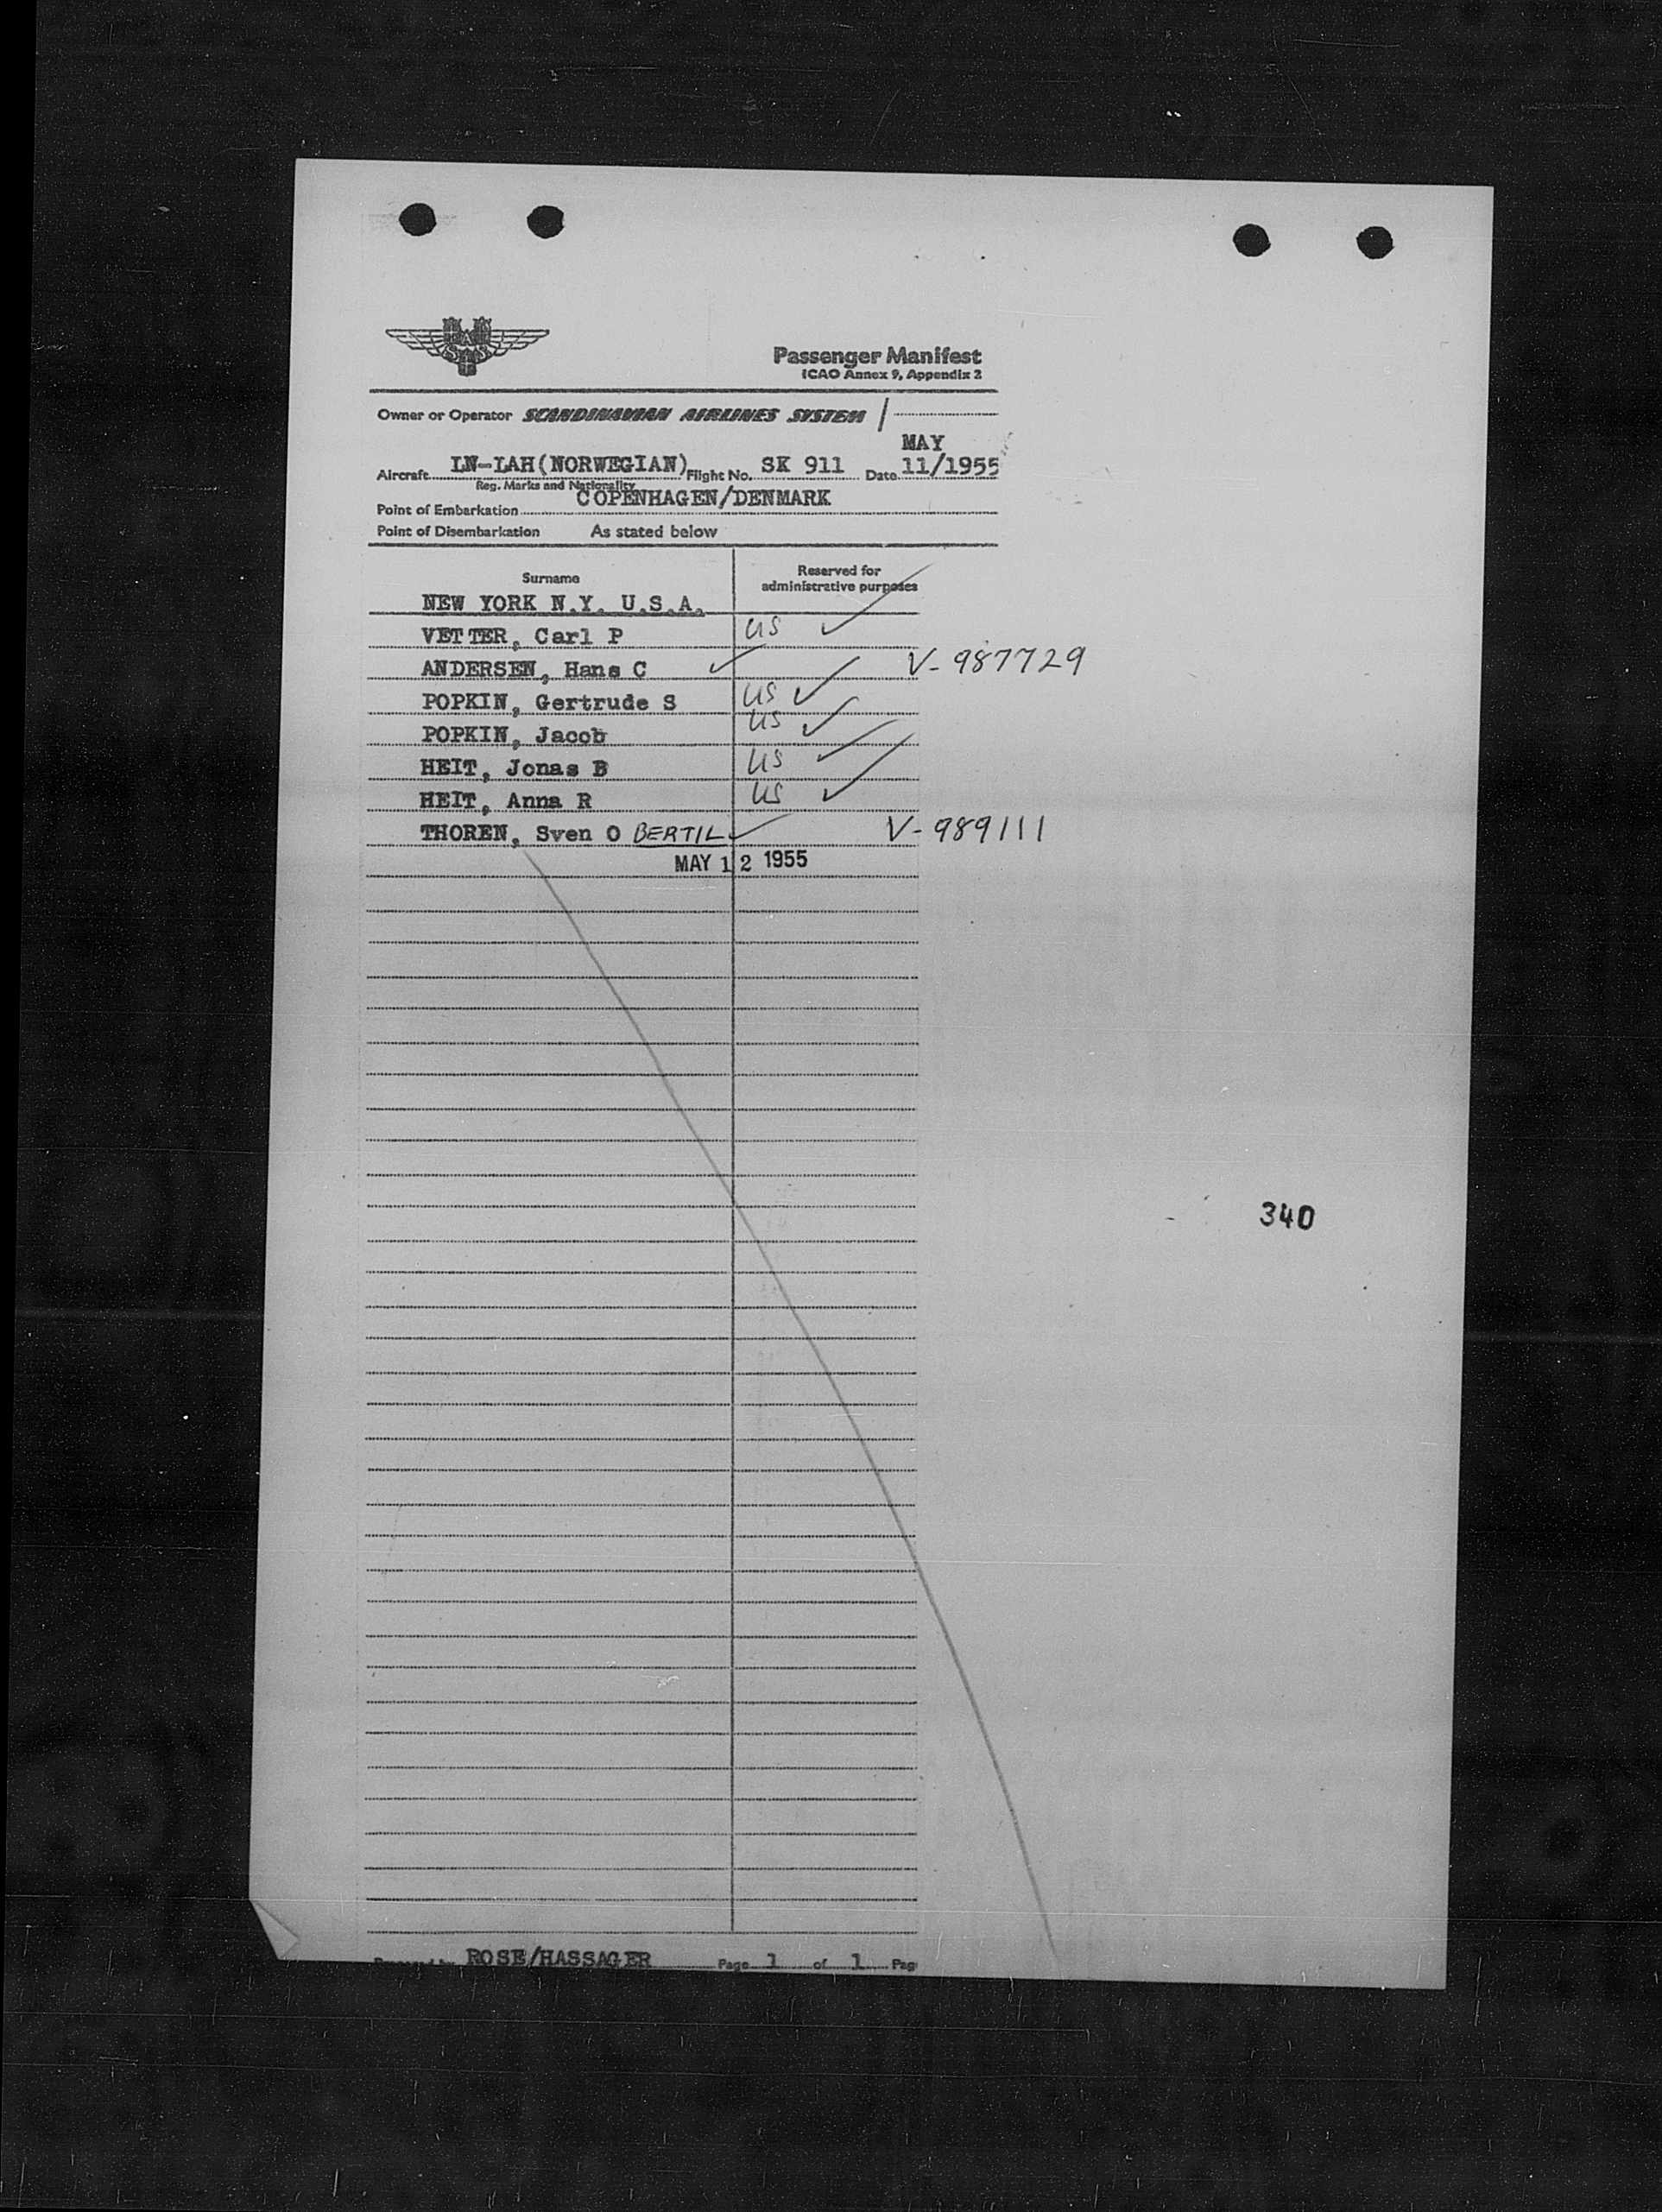 SAS
Passenger Manifest
ICAO Annex 9, Appendix 2
Owner or Operator SCANDINAVIAN AIRLINES SYSTEM /
MAY
Aircraft LN-LAH(NORWEGIAN) Flight No. SK 911 Date 11/1955
Reg. Marks and Nationality
Point of Embarkation COPENHAGEN/DENMARK
Point of Disembarkation As stated below
Surname Reserved for administrative purposes
NEW YORK N.Y. U.S.A.
VETTER, Carl P US ✓
ANDERSEN, Hans C ✓ V-987729
POPKIN, Gertrude S US ✓
POPKIN, Jacob US ✓
HEIT, Jonas B US ✓
HEIT, Anna R US ✓
THOREN, Sven O BERTIL ✓ V-989111
MAY 12 1955
340
ROSE/HASSAGER Page 1 of 1 Pag